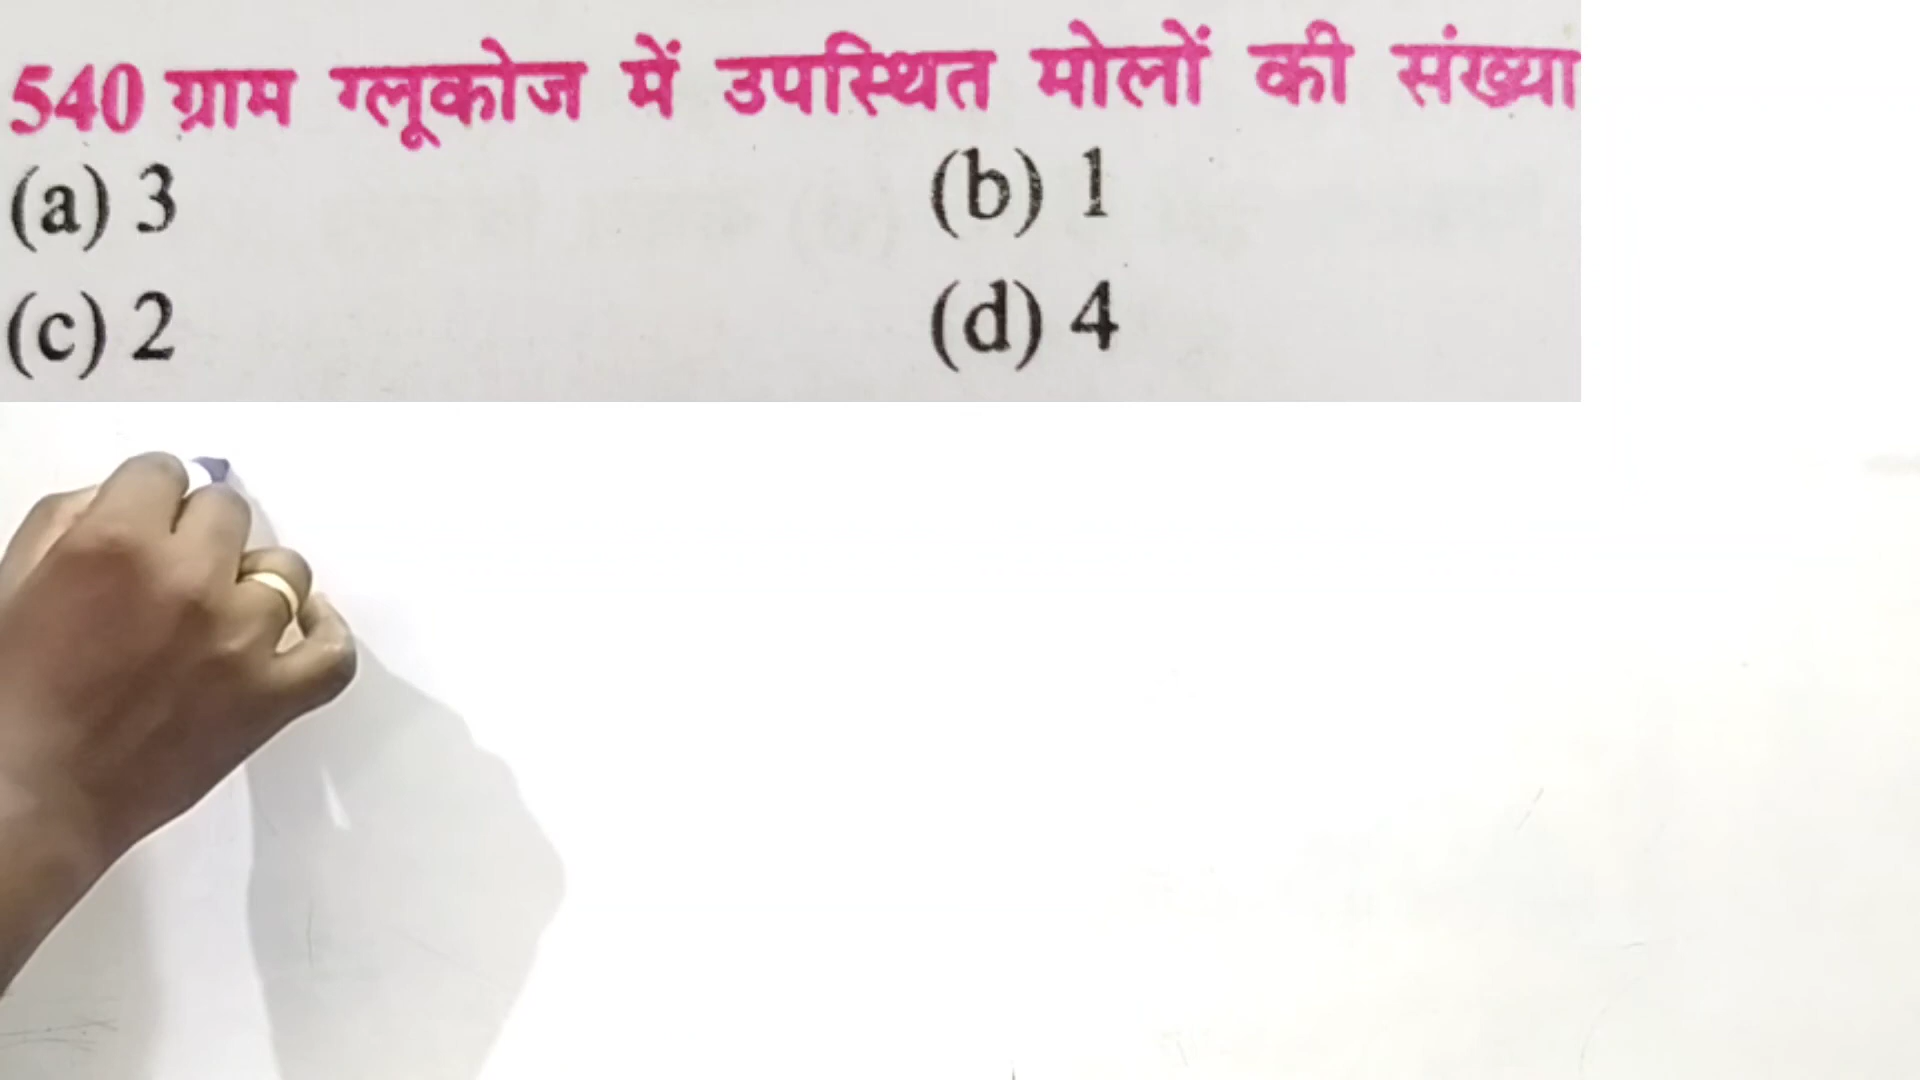 540 ग्राम ग्लूकोज में उपस्थित मोलों की संख्या
(a) 3 (b) 1
(c) 2 (d) 4